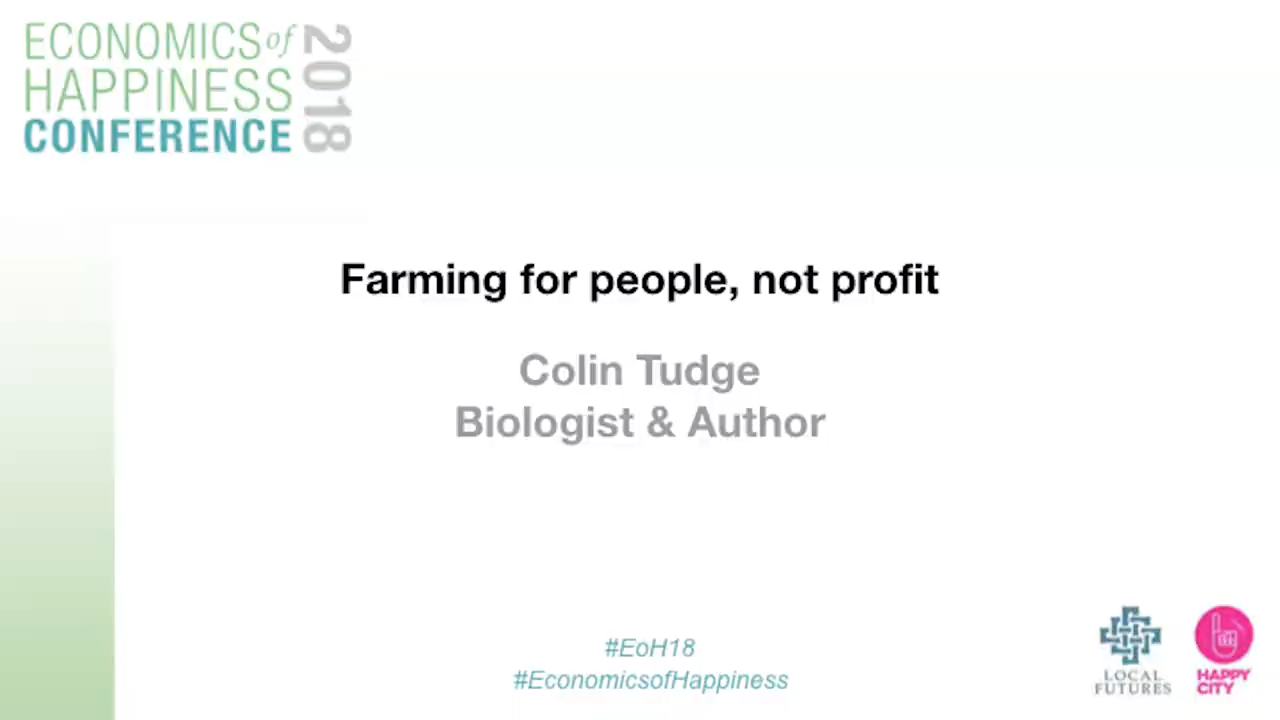 ECONOMICS of
HAPPINESS
CONFERENCE
2018
Farming for people, not profit
Colin Tudge
Biologist & Author
#EoH18
#EconomicsofHappiness
LOCAL
FUTURES
HAPPY
CITY